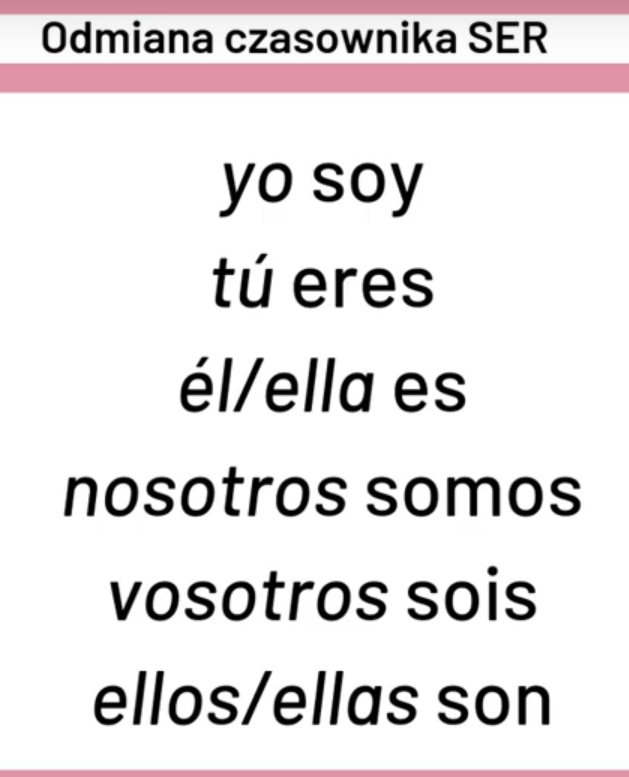 Odmiana czasownika SER
yo soy
tú eres
él/ella es
nosotros somos
vosotros sois
ellos/ellas son